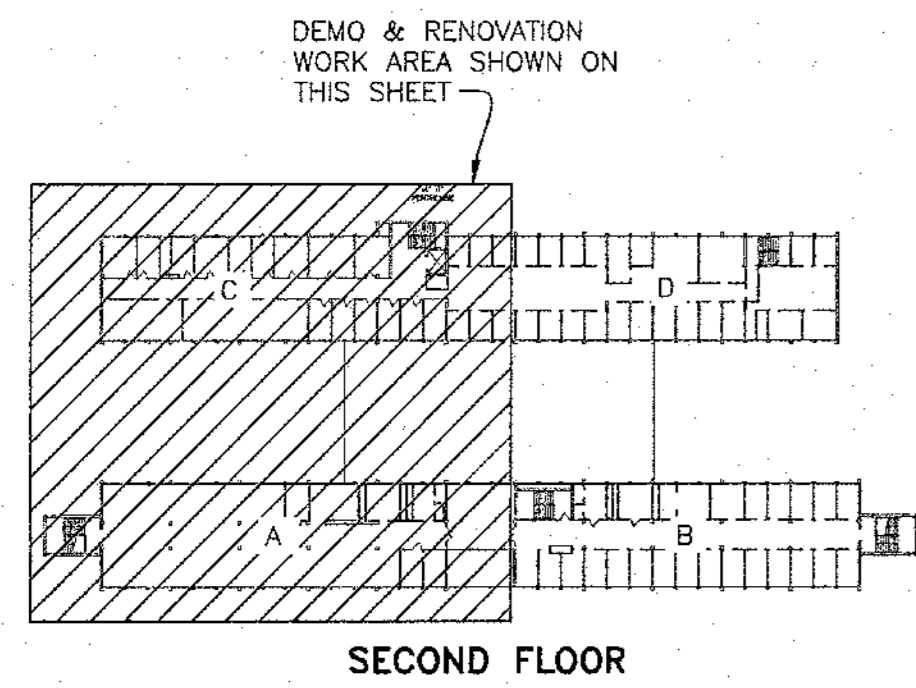 DEMO & RENOVATION
WORK AREA SHOWN ON
THIS SHEET
C
D
A
B
SECOND FLOOR